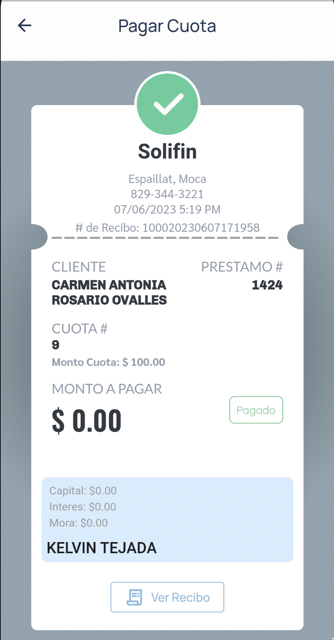 Pagar Cuota
Solifin
Espaillat, Moca
829-344-3221
07/06/2023 5:19 PM
# de Recibo: 100020230607171958
CLIENTE
CARMEN ANTONIA
ROSARIO OVALLES
PRESTAMO #
1424
CUOTA #
9
Monto Cuota: $ 100.00
MONTO A PAGAR
$ 0.00
Pagado
Capital: $0.00
Interes: $0.00
Mora: $0.00
KELVIN TEJADA
Ver Recibo